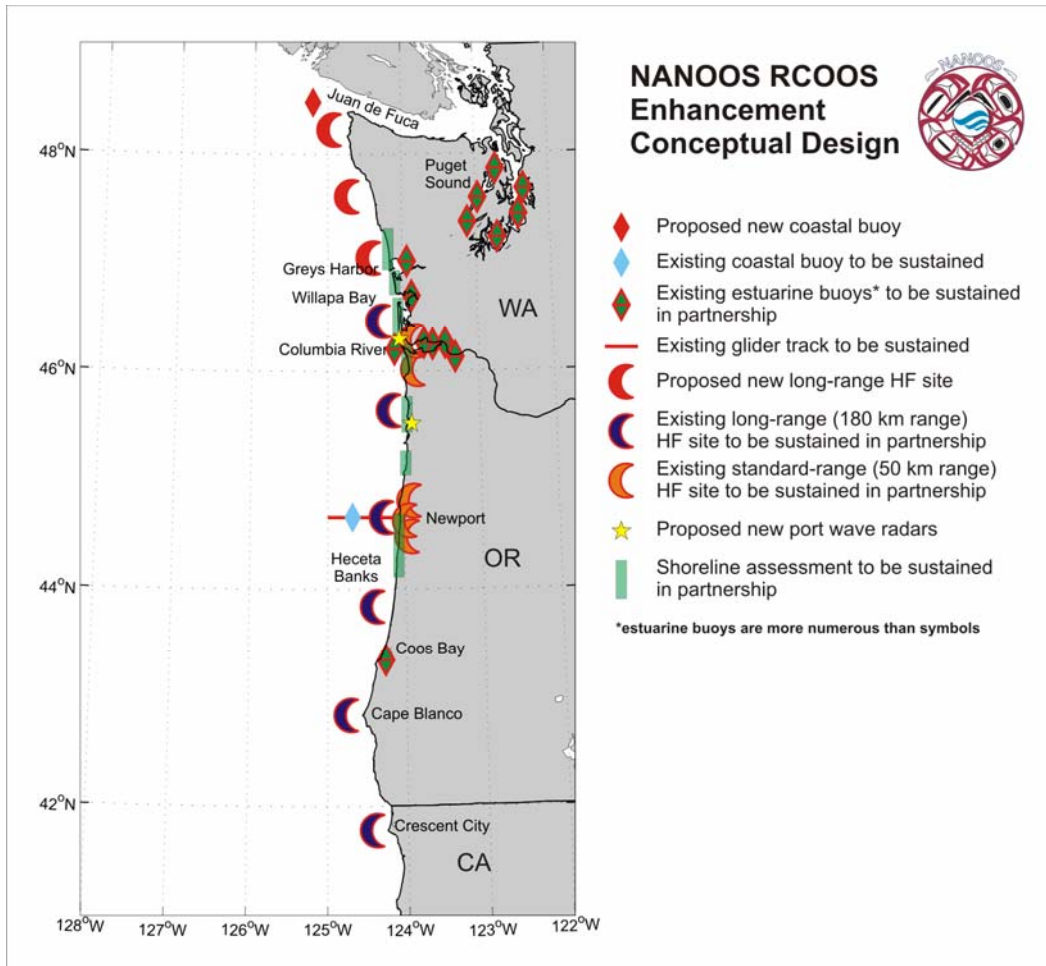 NANOOS RCOOS
Enhancement
Conceptual Design
NANOOS
Juan de Fuca
48°N
Puget
Sound
Greys Harbor
Willapa Bay
WA
Columbia River
46°N
Newport
OR
Heceta
Banks
44°N
Coos Bay
Cape Blanco
42°N
Crescent City
CA
128°W
127°W
126°W
125°W
124°W
123°W
122°W
Proposed new coastal buoy
Existing coastal buoy to be sustained
Existing estuarine buoys* to be sustained
in partnership
Existing glider track to be sustained
Proposed new long-range HF site
Existing long-range (180 km range)
HF site to be sustained in partnership
Existing standard-range (50 km range)
HF site to be sustained in partnership
Proposed new port wave radars
Shoreline assessment to be sustained
in partnership
*estuarine buoys are more numerous than symbols